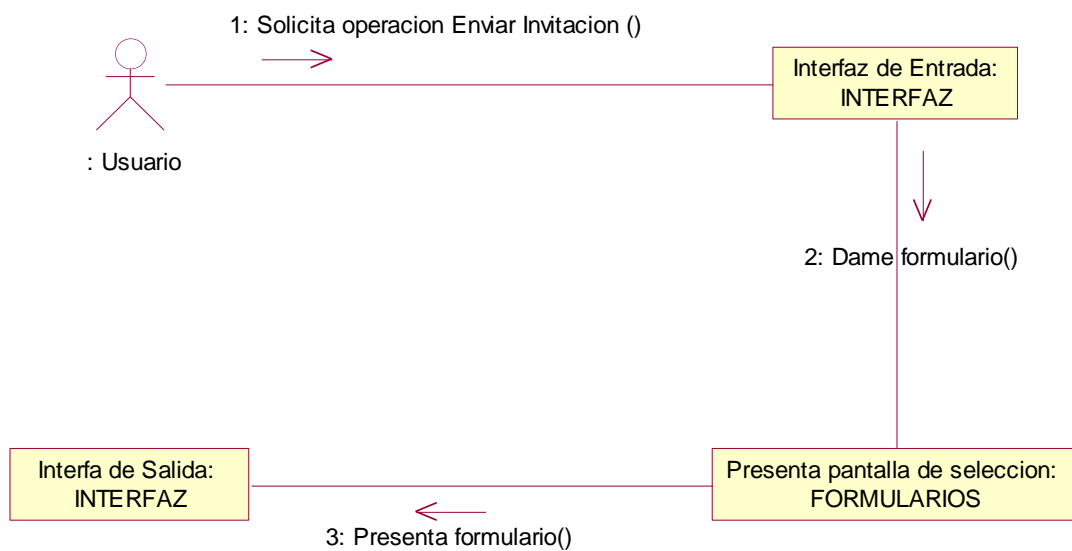 1: Solicita operacion Enviar Invitacion ()
Interfaz de Entrada:
INTERFAZ
: Usuario
2: Dame formulario()
Interfa de Salida:
INTERFAZ
Presenta pantalla de seleccion:
FORMULARIOS
3: Presenta formulario()